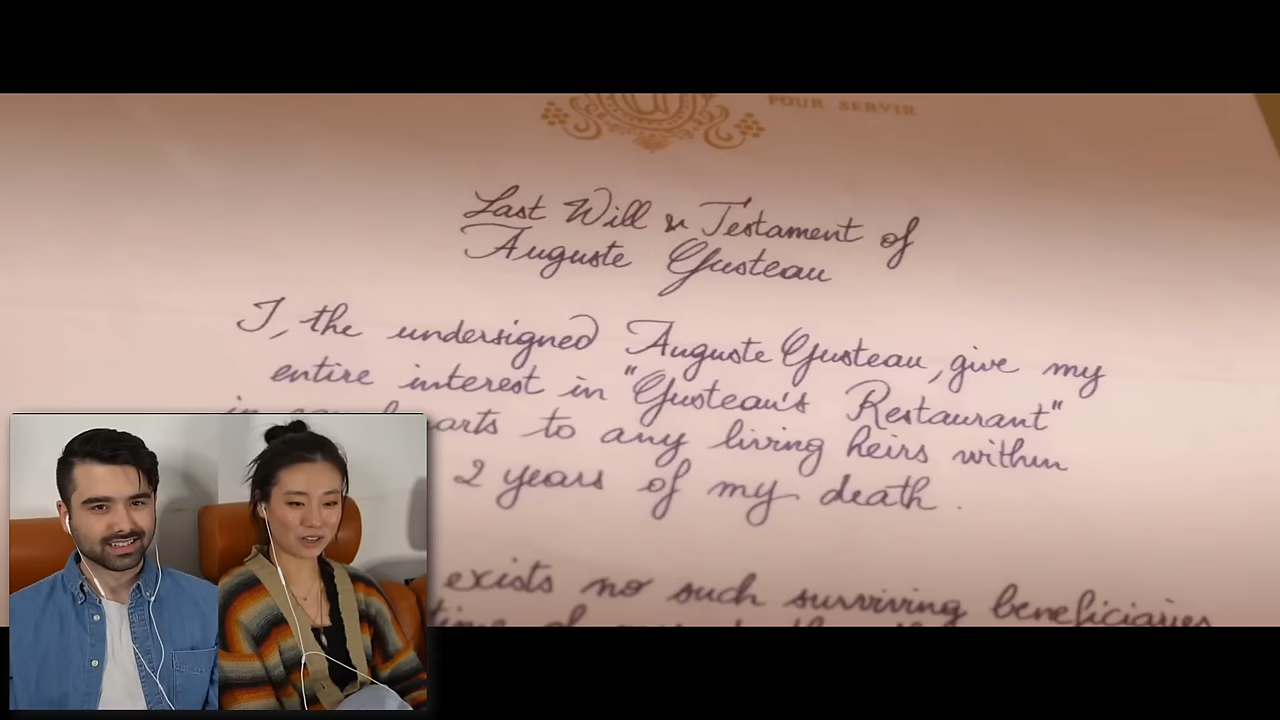 POUR SERVIR
Last Will & Testament of
Auguste Gusteau
I, the undersigned Auguste Gusteau, give my
entire interest in "Gusteau's Restaurant"
in to any living heirs within
2 years of my death.
exists no such surviving beneficiaries